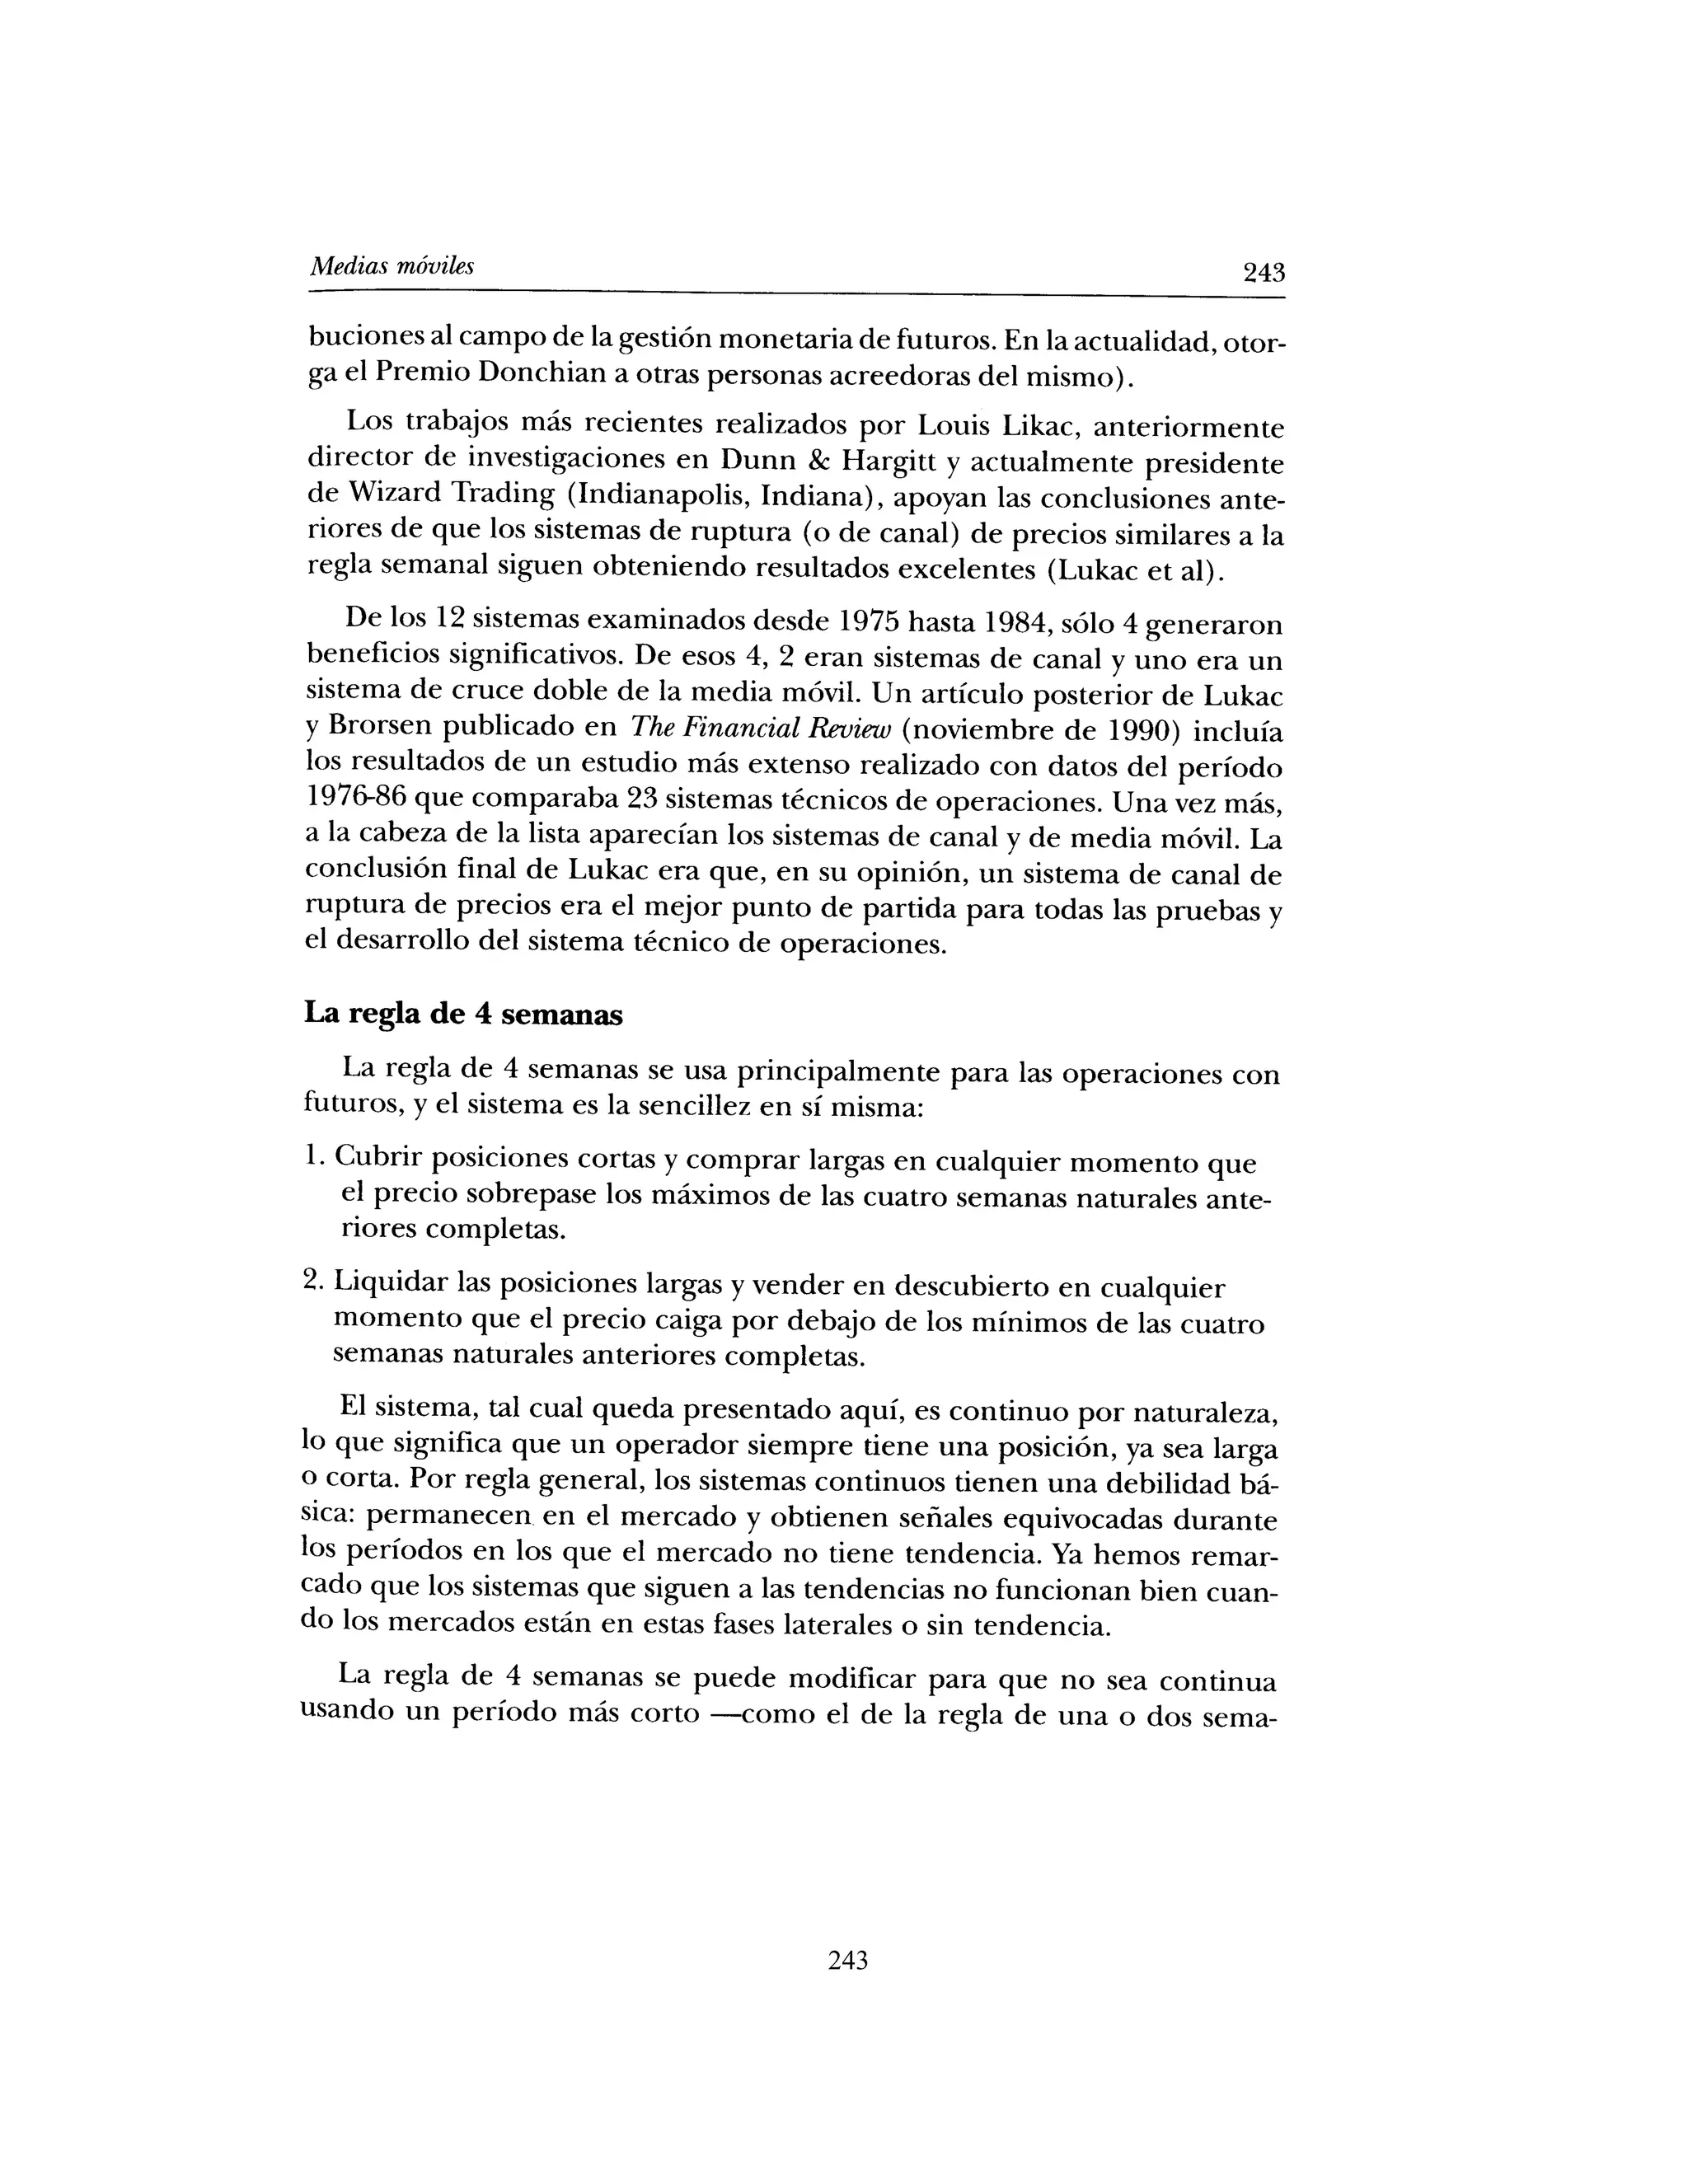 Medias móviles 243
buciones al campo de la gestión monetaria de futuros. En la actualidad, otor-
ga el Premio Donchian a otras personas acreedoras del mismo).
Los trabajos más recientes realizados por Louis Likac, anteriormente
director de investigaciones en Dunn & Hargitt y actualmente presidente
de Wizard Trading (Indianapolis, Indiana), apoyan las conclusiones ante-
riores de que los sistemas de ruptura (o de canal) de precios similares a la
regla semanal siguen obteniendo resultados excelentes (Lukac et al).
De los 12 sistemas examinados desde 1975 hasta 1984, sólo 4 generaron
beneficios significativos. De esos 4, 2 eran sistemas de canal y uno era un
sistema de cruce doble de la media móvil. Un artículo posterior de Lukac
y Brorsen publicado en The Financial Review (noviembre de 1990) incluía
los resultados de un estudio más extenso realizado con datos del período
1976-86 que comparaba 23 sistemas técnicos de operaciones. Una vez más,
a la cabeza de la lista aparecían los sistemas de canal y de media móvil. La
conclusión final de Lukac era que, en su opinión, un sistema de canal de
ruptura de precios era el mejor punto de partida para todas las pruebas y
el desarrollo del sistema técnico de operaciones.
La regla de 4 semanas
La regla de 4 semanas se usa principalmente para las operaciones con
futuros, y el sistema es la sencillez en sí misma:
1. Cubrir posiciones cortas y comprar largas en cualquier momento que
el precio sobrepase los máximos de las cuatro semanas naturales ante-
riores completas.
2. Liquidar las posiciones largas y vender en descubierto en cualquier
momento que el precio caiga por debajo de los mínimos de las cuatro
semanas naturales anteriores completas.
El sistema, tal cual queda presentado aquí, es continuo por naturaleza,
lo que significa que un operador siempre tiene una posición, ya sea larga
o corta. Por regla general, los sistemas continuos tienen una debilidad bá-
sica: permanecen en el mercado y obtienen señales equivocadas durante
los períodos en los que el mercado no tiene tendencia. Ya hemos remar-
cado que los sistemas que siguen a las tendencias no funcionan bien cuan-
do los mercados están en estas fases laterales o sin tendencia.
La regla de 4 semanas se puede modificar para que no sea continua
usando un período más corto —como el de la regla de una o dos sema-
243